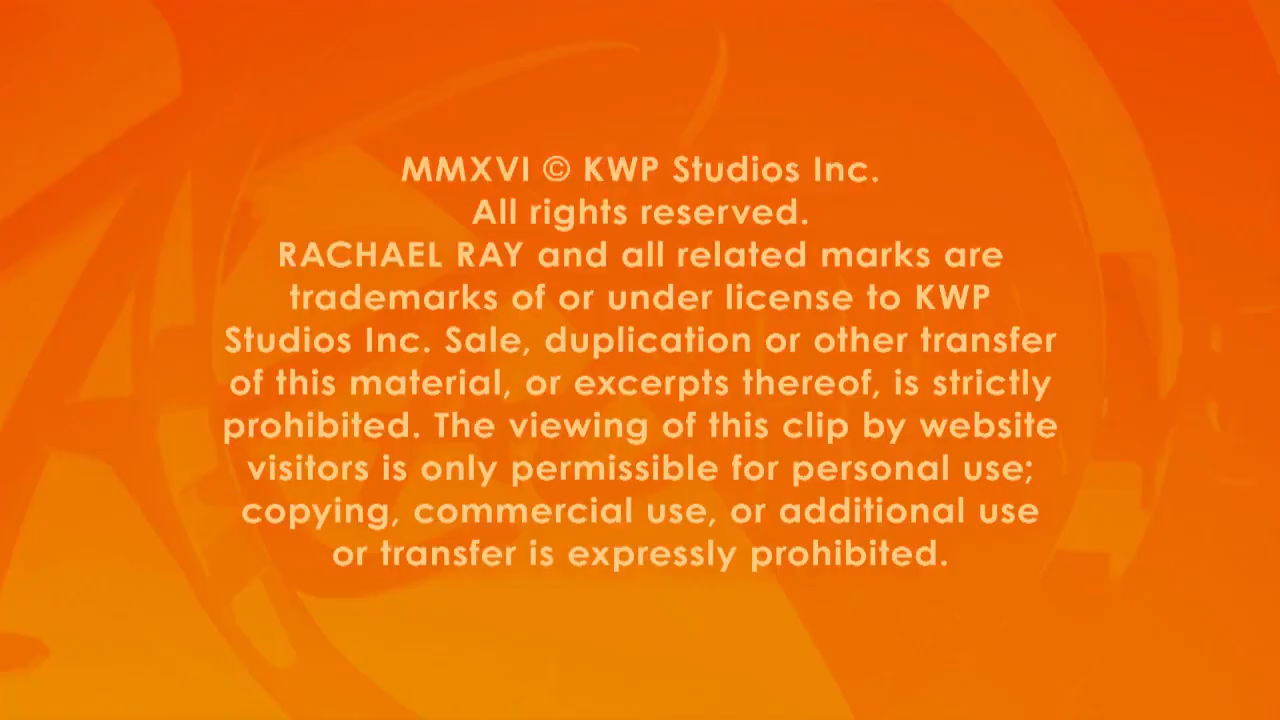 MMXVI © KWP Studios Inc.
All rights reserved.
RACHAEL RAY and all related marks are
trademarks of or under license to KWP
Studios Inc. Sale, duplication or other transfer
of this material, or excerpts thereof, is strictly
prohibited. The viewing of this clip by website
visitors is only permissible for personal use;
copying, commercial use, or additional use
or transfer is expressly prohibited.